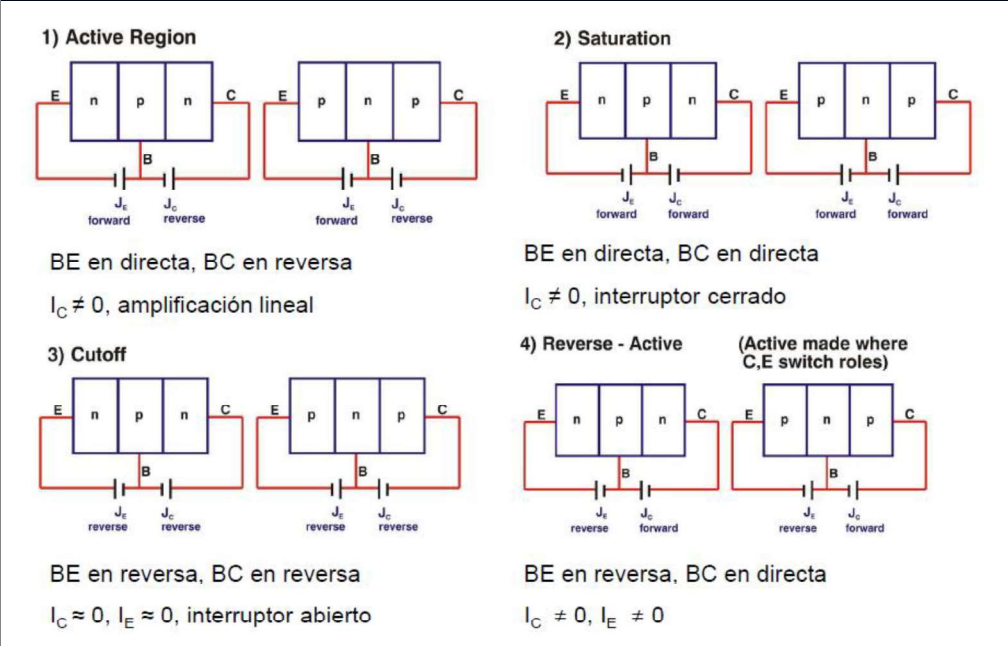 1) Active Region
E n p n C
E p n p C
B
B
J_E J_C
forward reverse
J_E J_C
forward reverse
BE en directa, BC en reversa
I_C ≠ 0, amplificación lineal
2) Saturation
E n p n C
E p n p C
B
B
J_E J_C
forward forward
J_E J_C
forward forward
BE en directa, BC en directa
I_C ≠ 0, interruptor cerrado
3) Cutoff
E n p n C
E p n p C
B
B
J_E J_C
reverse reverse
J_E J_C
reverse reverse
BE en reversa, BC en reversa
I_C ≈ 0, I_E ≈ 0, interruptor abierto
4) Reverse - Active
(Active made where
C,E switch roles)
E n p n C
E p n p C
B
B
J_E J_C
reverse forward
J_E J_C
reverse forward
BE en reversa, BC en directa
I_C ≠ 0, I_E ≠ 0